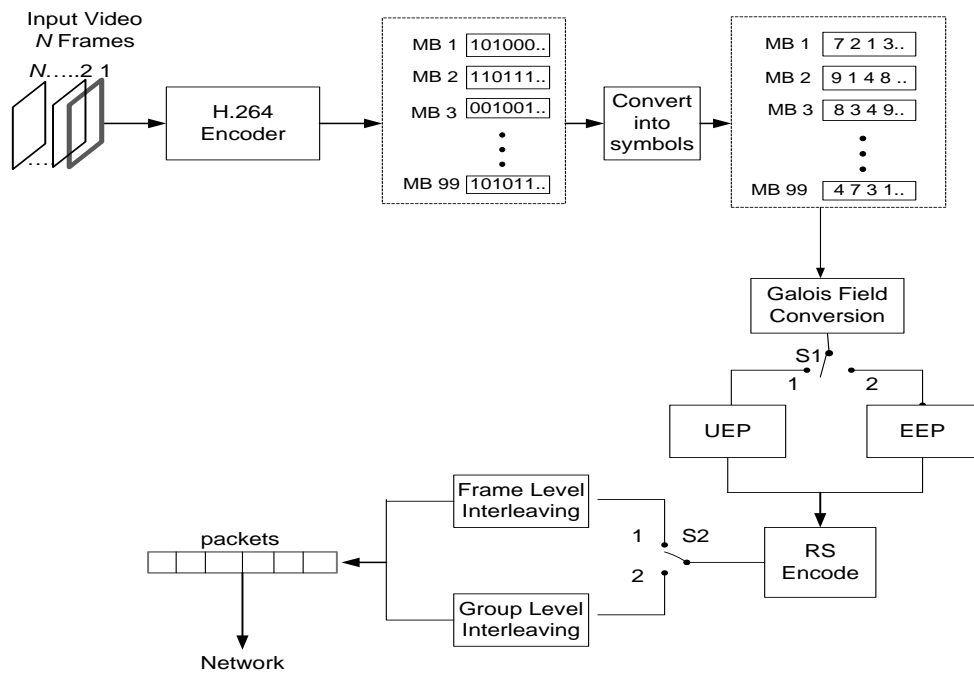 Input Video
N Frames
N.....2 1
....
H.264
Encoder
MB 1 101000..
MB 2 110111..
MB 3 001001..
MB 99 101011..
Convert
into
symbols
MB 1 7 2 1 3..
MB 2 9 1 4 8 ..
MB 3 8 3 4 9..
MB 99 4 7 3 1..
Galois Field
Conversion
S1
1 2
UEP
EEP
RS
Encode
S2
1
2
Frame Level
Interleaving
Group Level
Interleaving
packets
Network